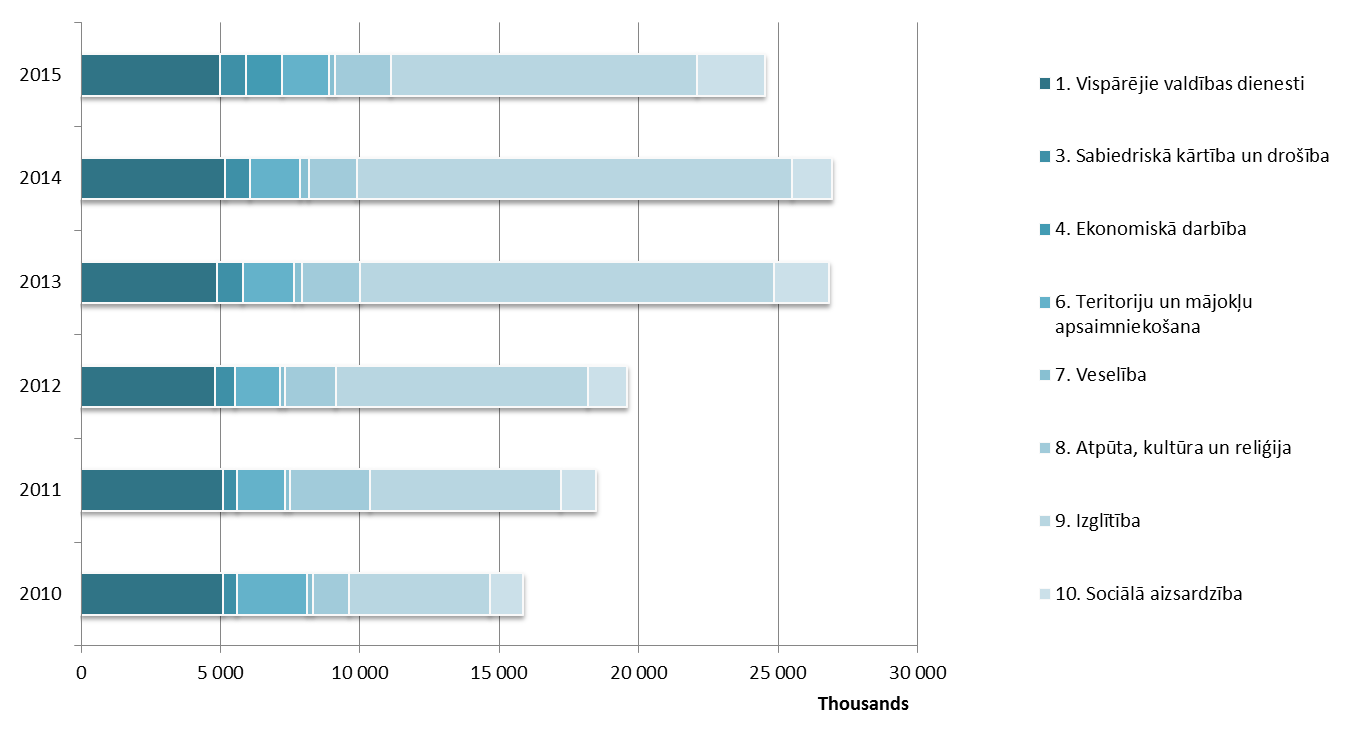 2015
2014
2013
2012
2011
2010
0 5 000 10 000 15 000 20 000 25 000 30 000
Thousands
1. Vispārējie valdības dienesti
3. Sabiedriskā kārtība un drošība
4. Ekonomiskā darbība
6. Teritoriju un mājokļu
apsaimniekošana
7. Veselība
8. Atpūta, kultūra un reliģija
9. Izglītība
10. Sociālā aizsardzība